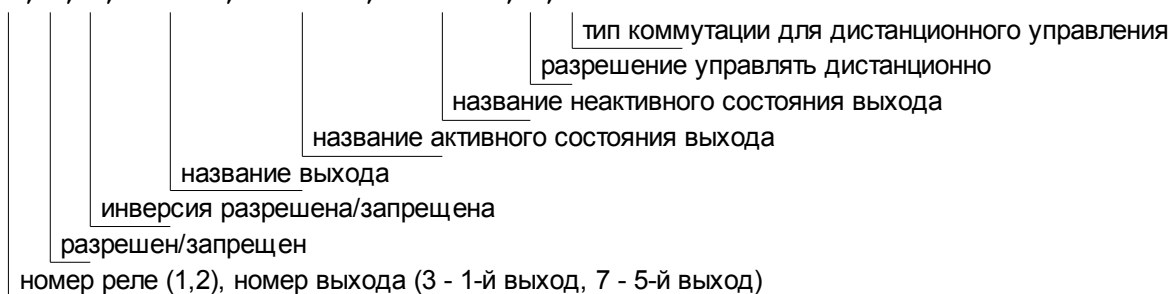 тип коммутации для дистанционного управления
разрешение управлять дистанционно
название неактивного состояния выхода
название активного состояния выхода
название выхода
инверсия разрешена/запрещена
разрешен/запрещен
номер реле (1,2), номер выхода (3 - 1-й выход, 7 - 5-й выход)